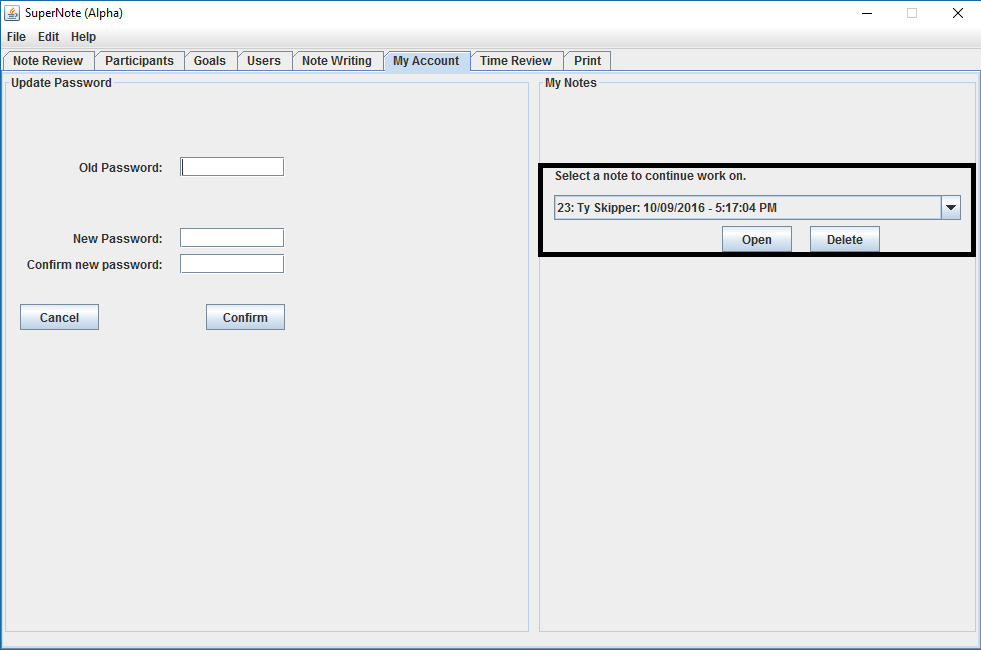 SuperNote (Alpha)
File Edit Help
Note Review Participants Goals Users Note Writing My Account Time Review Print
Update Password
Old Password:
New Password:
Confirm new password:
Cancel Confirm
My Notes
Select a note to continue work on.
23: Ty Skipper: 10/09/2016 - 5:17:04 PM
Open Delete